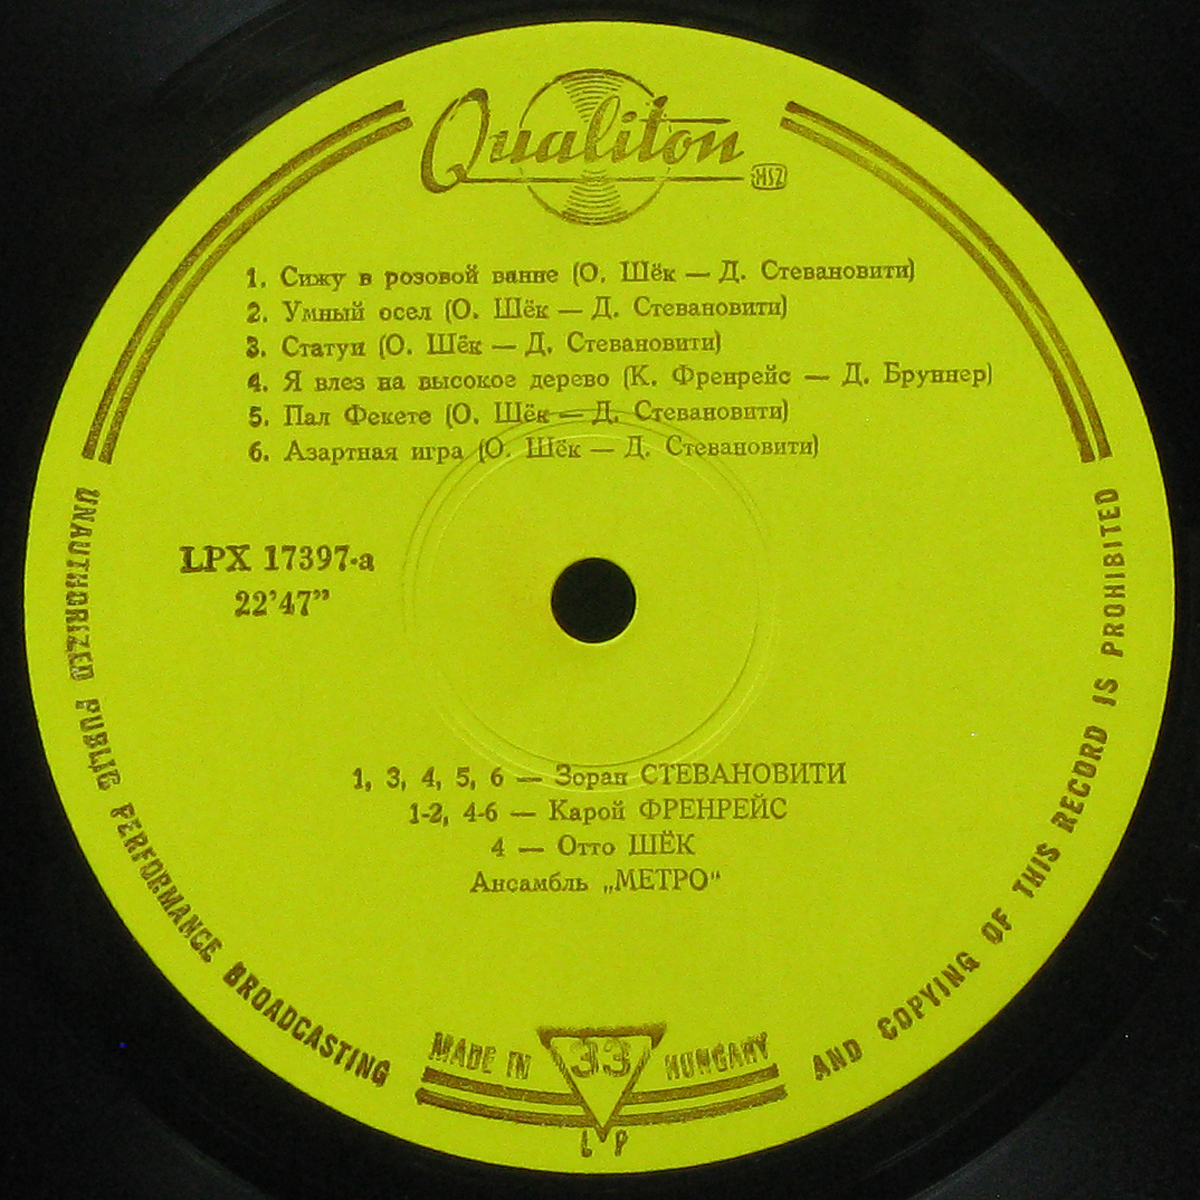 Qualiton
MSZ
1. Сижу в розовой ванне (О. Шёк — Д. Стевановити)
2. Умный осел (О. Шёк — Д. Стевановити)
3. Статуи (О. Шёк — Д. Стевановити)
4. Я влез на высокое дерево (К. Френрейс — Д. Бруннер)
5. Пал Фекете (О. Шёк — Д. Стевановити)
6. Азартная игра (О. Шёк — Д. Стевановити)
LPX 17397-a
22’47”
1, 3, 4, 5, 6 — Зоран СТЕВАНОВИТИ
1-2, 4-6 — Карой ФРЕНРЕЙС
4 — Отто ШЁК
Ансамбль „МЕТРО“
UNAUTHORIZED PUBLIC PERFORMANCE BROADCASTING AND COPYING OF THIS RECORD IS PROHIBITED
MADE IN 33 HUNGARY
LP